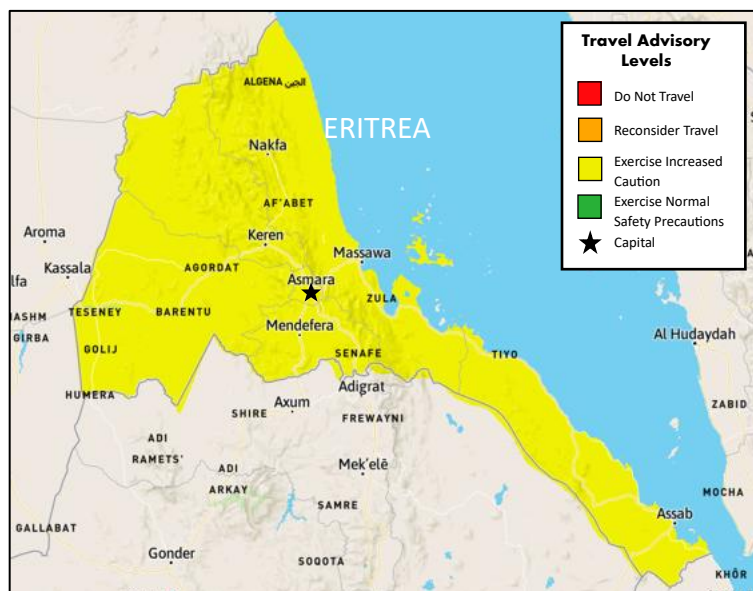 Travel Advisory
Levels
Do Not Travel
Reconsider Travel
Exercise Increased
Caution
Exercise Normal
Safety Precautions
Capital
ALGENA الجين
ERITREA
Nakfa
AF'ABET
Aroma
Keren
Massawa
Kassala
AGORDAT
Asmara
lfa
ZULA
TESENEY
BARENTU
HASHM
GIRBA
Mendefera
Al Hudaydah
GOLIJ
SENAFE
TIYO
HUMERA
Adigrat
Axum
SHIRE
FREWAYNI
ZABID
ADI
RAMETS'
ADI
ARKAY
Mek'elē
MOCHA
SAMRE
Assab
GALLABAT
Gonder
SOQOTA
KHŌR